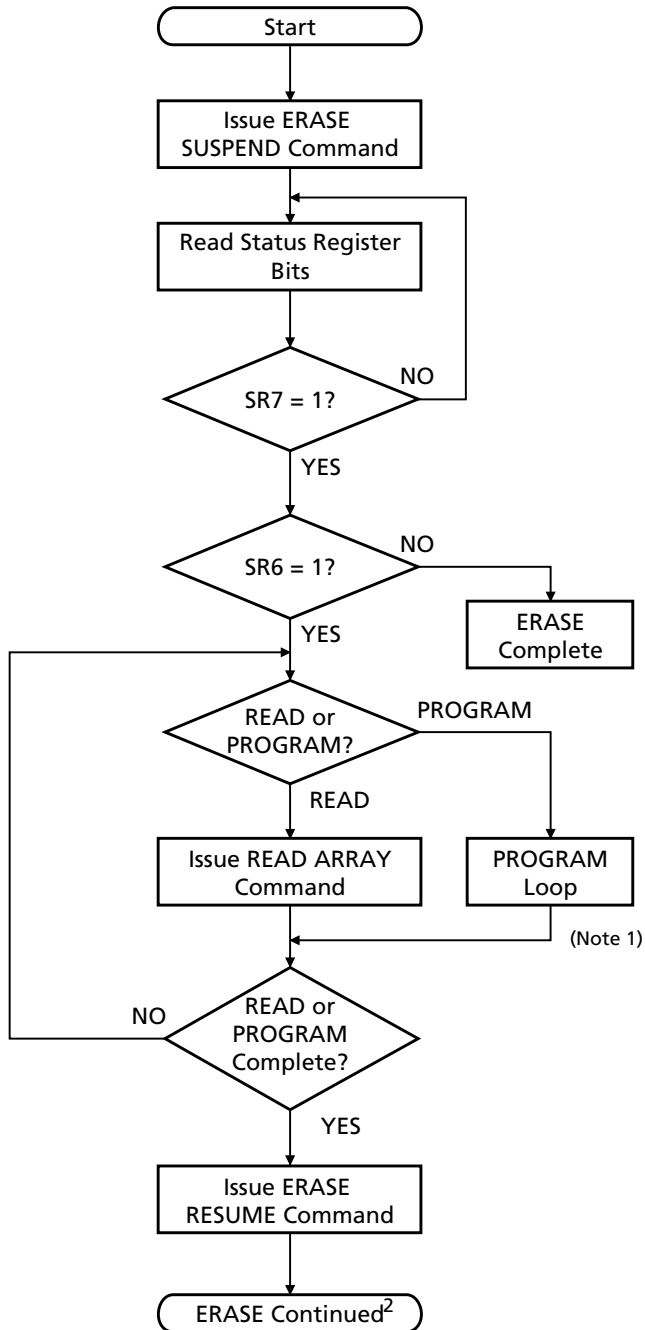 Start
Issue ERASE
SUSPEND Command
Read Status Register
Bits
SR7 = 1?
NO
YES
SR6 = 1?
NO
ERASE
Complete
YES
READ or
PROGRAM?
PROGRAM
READ
Issue READ ARRAY
Command
PROGRAM
Loop
(Note 1)
READ or
PROGRAM
Complete?
NO
YES
Issue ERASE
RESUME Command
ERASE Continued2